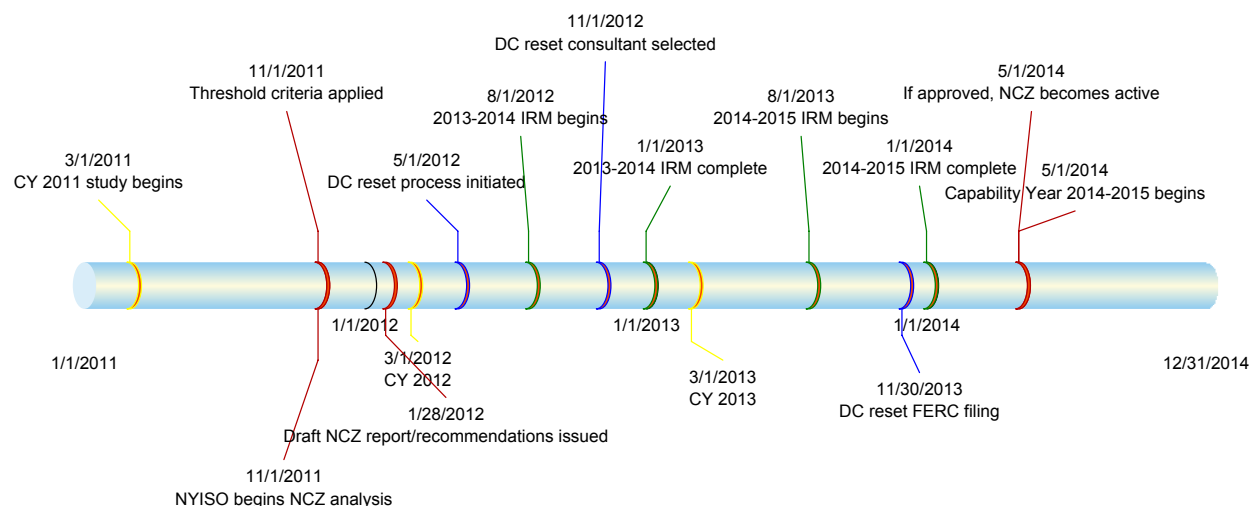 11/1/2012
DC reset consultant selected
11/1/2011
Threshold criteria applied
5/1/2014
If approved, NCZ becomes active
8/1/2012
2013-2014 IRM begins
8/1/2013
2014-2015 IRM begins
1/1/2013
2013-2014 IRM complete
1/1/2014
2014-2015 IRM complete
3/1/2011
CY 2011 study begins
5/1/2012
DC reset process initiated
5/1/2014
Capability Year 2014-2015 begins
1/1/2012
1/1/2013
1/1/2014
1/1/2011
12/31/2014
3/1/2012
CY 2012
3/1/2013
CY 2013
11/30/2013
DC reset FERC filing
1/28/2012
Draft NCZ report/recommendations issued
11/1/2011
NYISO begins NCZ analysis